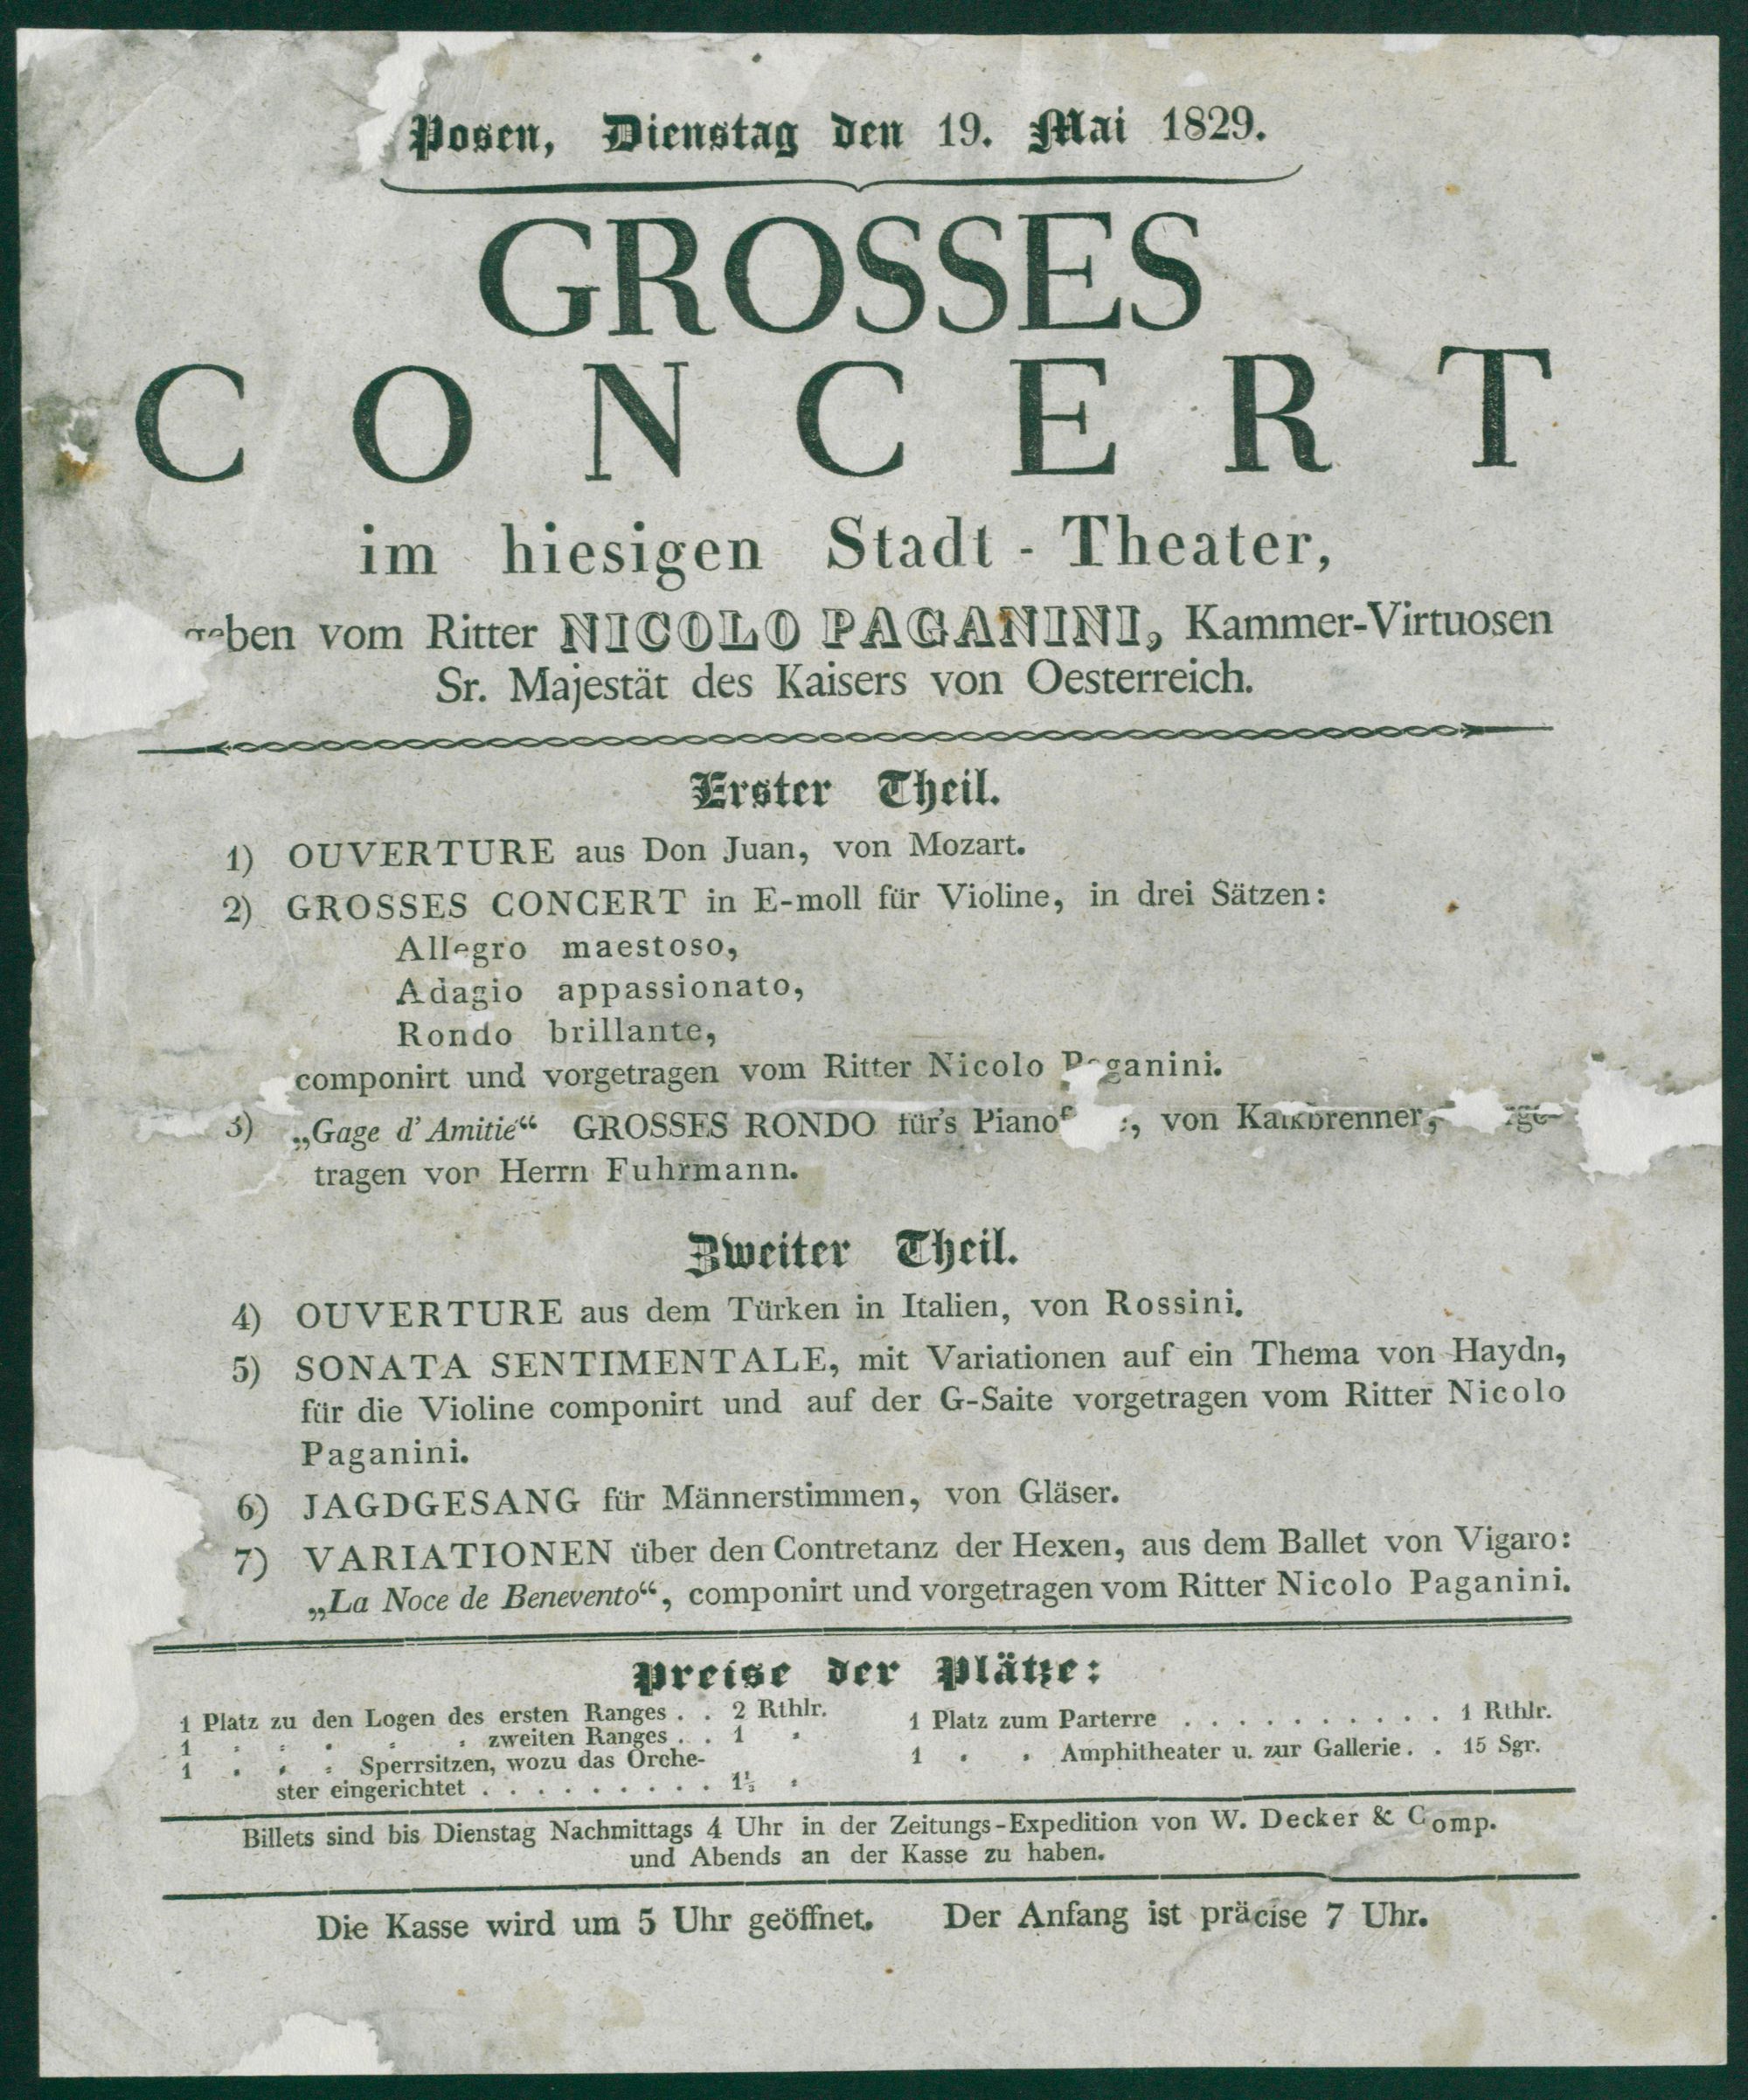 Posen, Dienstag den 19. Mai 1829.
GROSSES
CONCERT
im hiesigen Stadt-Theater,
vom Ritter NICOLO PAGANINI, Kammer-Virtuosen
Sr. Majestät des Kaisers von Oesterreich.
Erster Theil.
1) OUVERTURE aus Don Juan, von Mozart.
2) GROSSES CONCERT in E-moll für Violine, in drei Sätzen:
Allegro maestoso,
Adagio appassionato,
Rondo brillante,
componirt und vorgetragen vom Ritter Nicolo Paganini.
3) „Gage d'Amitie“ GROSSES RONDO für's von Kalkbrenner,
tragen von Herrn Fuhrmann.
Zweiter Theil.
4) OUVERTURE aus dem Türken in Italien, von Rossini.
5) SONATA SENTIMENTALE, mit Variationen auf ein Thema von Haydn,
für die Violine componirt und auf der G-Saite vorgetragen vom Ritter Nicolo
Paganini.
6) JAGDGESANG für Männerstimmen, von Gläser.
7) VARIATIONEN über den Contretanz der Hexen, aus dem Ballet von Vigaro:
„La Noce de Benevento“, componirt und vorgetragen vom Ritter Nicolo Paganini.
Preise der Plätze:
1 Platz zu den Logen des ersten Ranges . . 2 Rthlr.
1 zweiten Ranges . . 1
1 Sperrsitzen, wozu das Orche-
ster eingerichtet . . . . . . . . .
1 Platz zum Parterre . . . . . . . . . . 1 Rthlr.
1 Amphitheater u. zur Gallerie. . 15 Sgr.
Billets sind bis Dienstag Nachmittags 4 Uhr in der Zeitungs-Expedition von W. Decker & Comp.
und Abends an der Kasse zu haben.
Die Kasse wird um 5 Uhr geöffnet. Der Anfang ist präcise 7 Uhr.